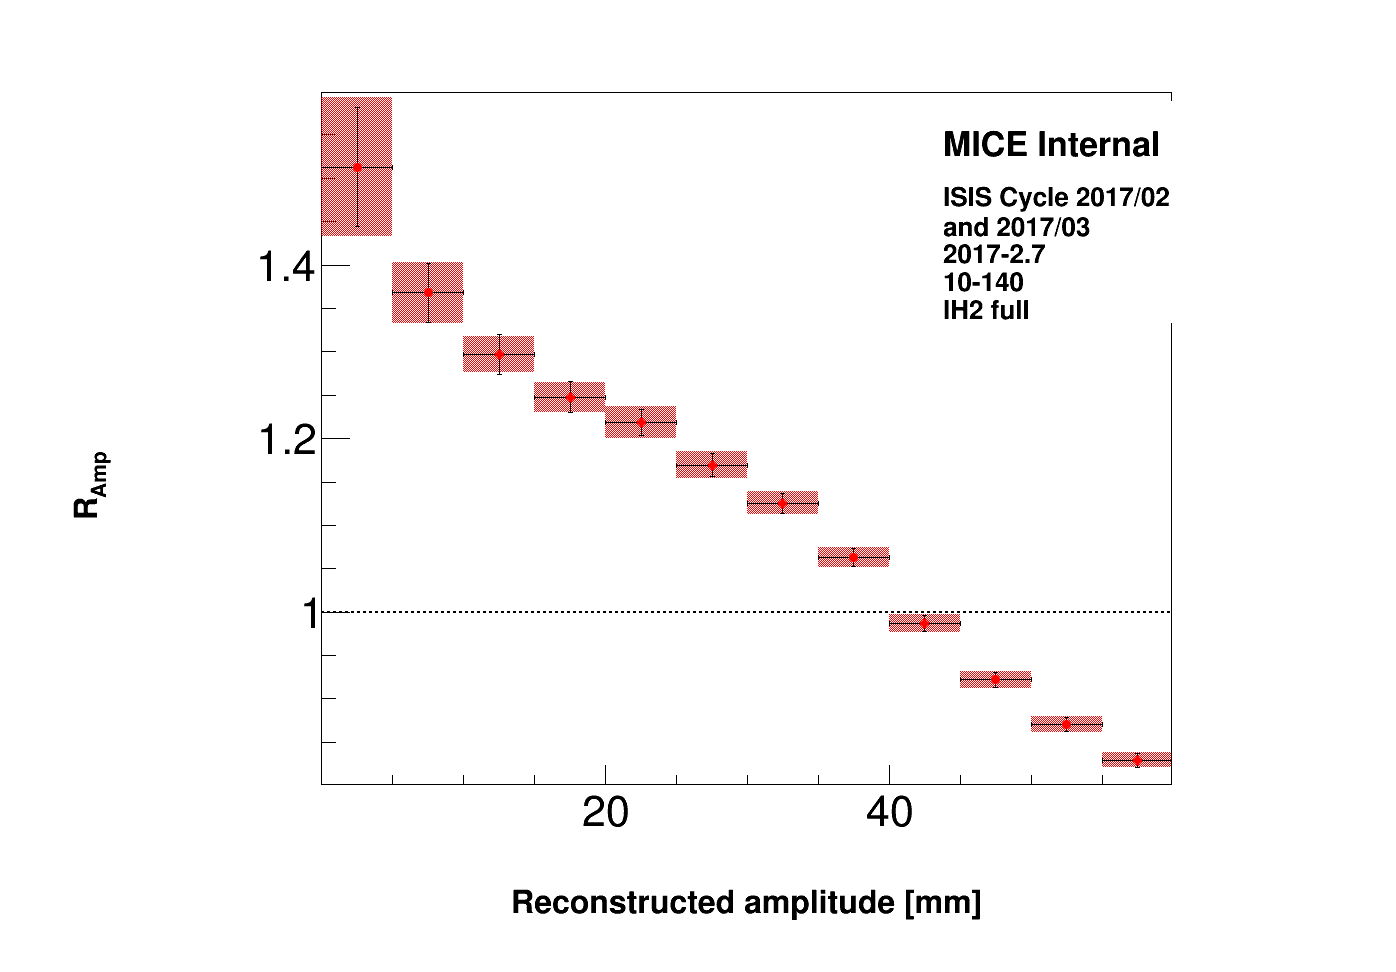 MICE Internal
ISIS Cycle 2017/02
and 2017/03
2017-2.7
10-140
lH2 full
1.4
1.2
1
R_Amp
20 40
Reconstructed amplitude [mm]